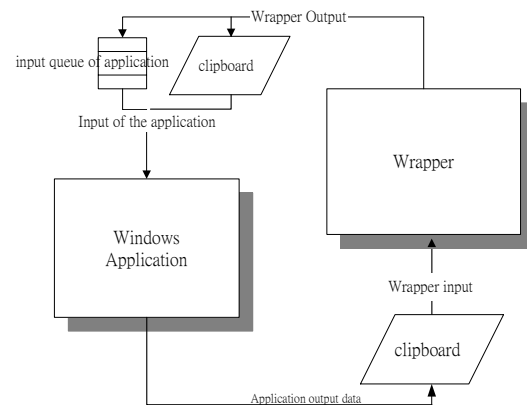 Wrapper Output
input queue of application
clipboard
Input of the application
Wrapper
Windows
Application
Wrapper input
clipboard
Application output data